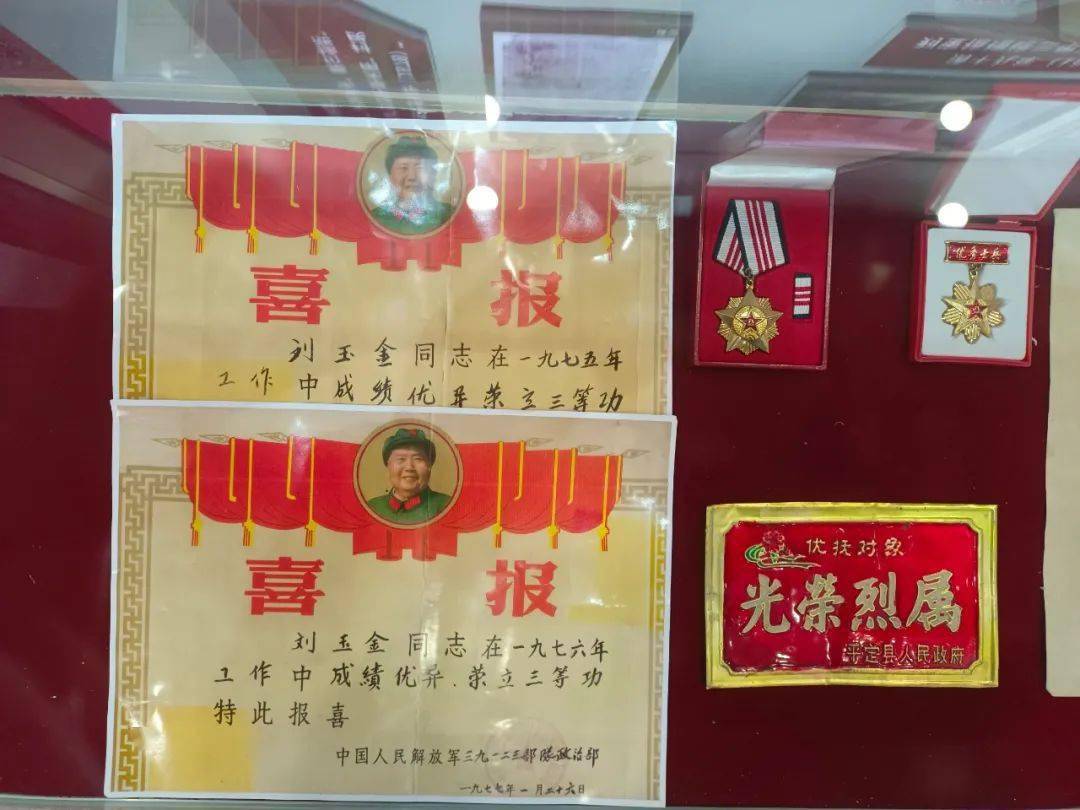 喜报
刘玉金同志在一九七五年
工作中成绩优异荣立三等功
喜报
刘玉金同志在一九七六年
工作中成绩优异.荣立三等功
特此报喜
中国人民解放军三九一二三部队政治部
一九七七年一月二十六日
优秀士兵
优抚对象
光荣烈属
平定县人民政府